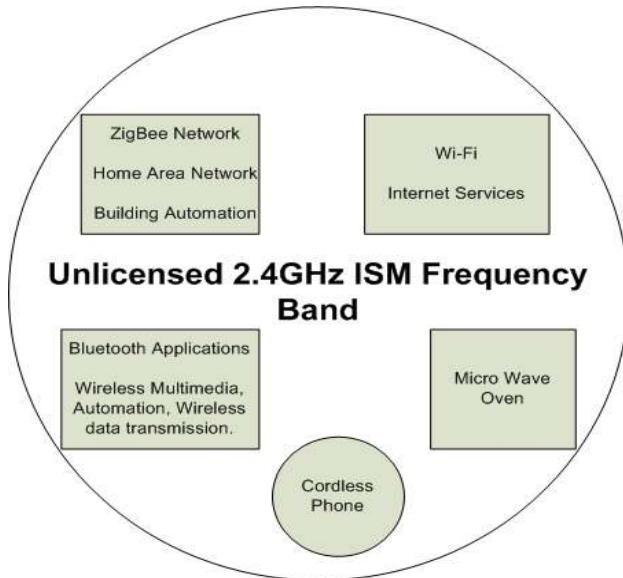 ZigBee Network
Home Area Network
Building Automation
Wi-Fi
Internet Services
Unlicensed 2.4GHz ISM Frequency
Band
Bluetooth Applications
Wireless Multimedia,
Automation, Wireless
data transmission.
Micro Wave
Oven
Cordless
Phone